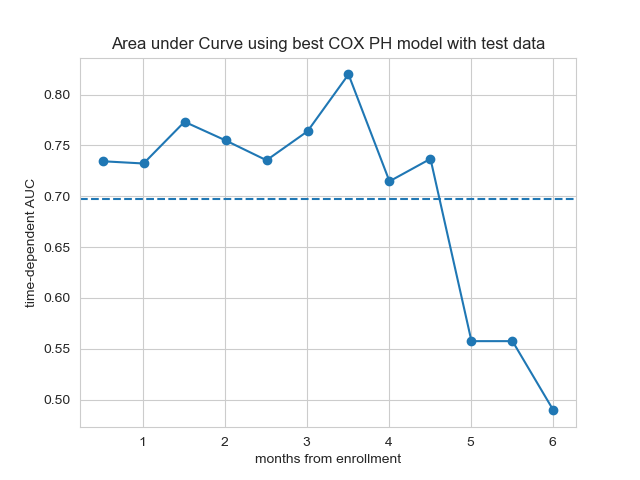 Area under Curve using best COX PH model with test data
time-dependent AUC
0.80
0.75
0.70
0.65
0.60
0.55
0.50
1 2 3 4 5 6
months from enrollment